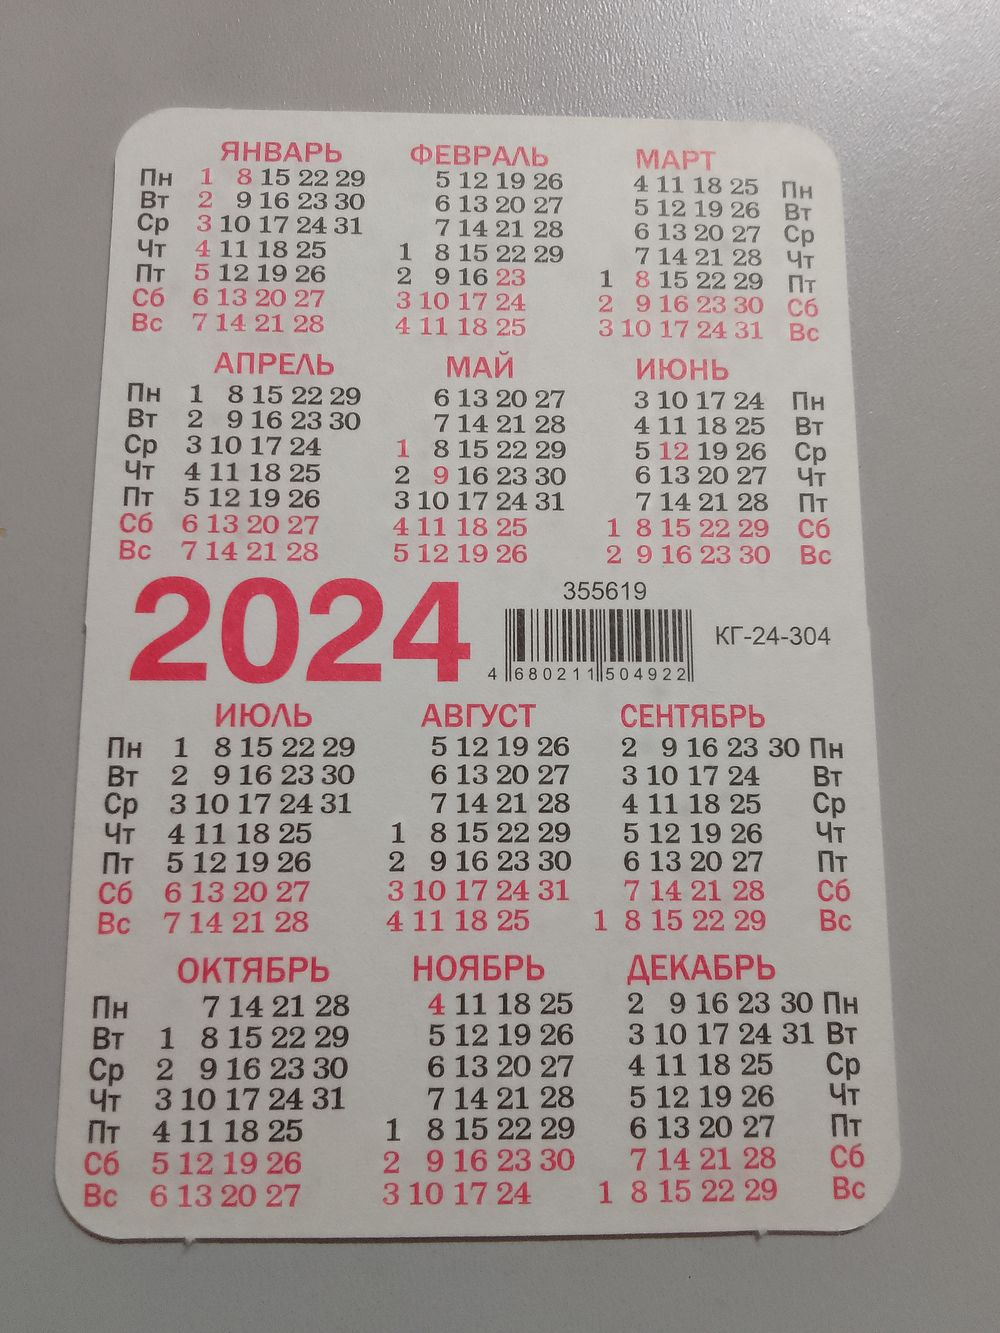 ЯНВАРЬ ФЕВРАЛЬ МАРТ
Пн 1 8 15 22 29 5 12 19 26 4 11 18 25 Пн
Вт 2 9 16 23 30 6 13 20 27 5 12 19 26 Вт
Ср 3 10 17 24 31 7 14 21 28 6 13 20 27 Ср
Чт 4 11 18 25 1 8 15 22 29 7 14 21 28 Чт
Пт 5 12 19 26 2 9 16 23 1 8 15 22 29 Пт
Сб 6 13 20 27 3 10 17 24 2 9 16 23 30 Сб
Вс 7 14 21 28 4 11 18 25 3 10 17 24 31 Вс
АПРЕЛЬ МАЙ ИЮНЬ
Пн 1 8 15 22 29 6 13 20 27 3 10 17 24 Пн
Вт 2 9 16 23 30 7 14 21 28 4 11 18 25 Вт
Ср 3 10 17 24 1 8 15 22 29 5 12 19 26 Ср
Чт 4 11 18 25 2 9 16 23 30 6 13 20 27 Чт
Пт 5 12 19 26 3 10 17 24 31 7 14 21 28 Пт
Сб 6 13 20 27 4 11 18 25 1 8 15 22 29 Сб
Вс 7 14 21 28 5 12 19 26 2 9 16 23 30 Вс
2024
355619
КГ-24-304
4 680211 504922
ИЮЛЬ АВГУСТ СЕНТЯБРЬ
Пн 1 8 15 22 29 5 12 19 26 2 9 16 23 30 Пн
Вт 2 9 16 23 30 6 13 20 27 3 10 17 24 Вт
Ср 3 10 17 24 31 7 14 21 28 4 11 18 25 Ср
Чт 4 11 18 25 1 8 15 22 29 5 12 19 26 Чт
Пт 5 12 19 26 2 9 16 23 30 6 13 20 27 Пт
Сб 6 13 20 27 3 10 17 24 31 7 14 21 28 Сб
Вс 7 14 21 28 4 11 18 25 1 8 15 22 29 Вс
ОКТЯБРЬ НОЯБРЬ ДЕКАБРЬ
Пн 7 14 21 28 4 11 18 25 2 9 16 23 30 Пн
Вт 1 8 15 22 29 5 12 19 26 3 10 17 24 31 Вт
Ср 2 9 16 23 30 6 13 20 27 4 11 18 25 Ср
Чт 3 10 17 24 31 7 14 21 28 5 12 19 26 Чт
Пт 4 11 18 25 1 8 15 22 29 6 13 20 27 Пт
Сб 5 12 19 26 2 9 16 23 30 7 14 21 28 Сб
Вс 6 13 20 27 3 10 17 24 1 8 15 22 29 Вс